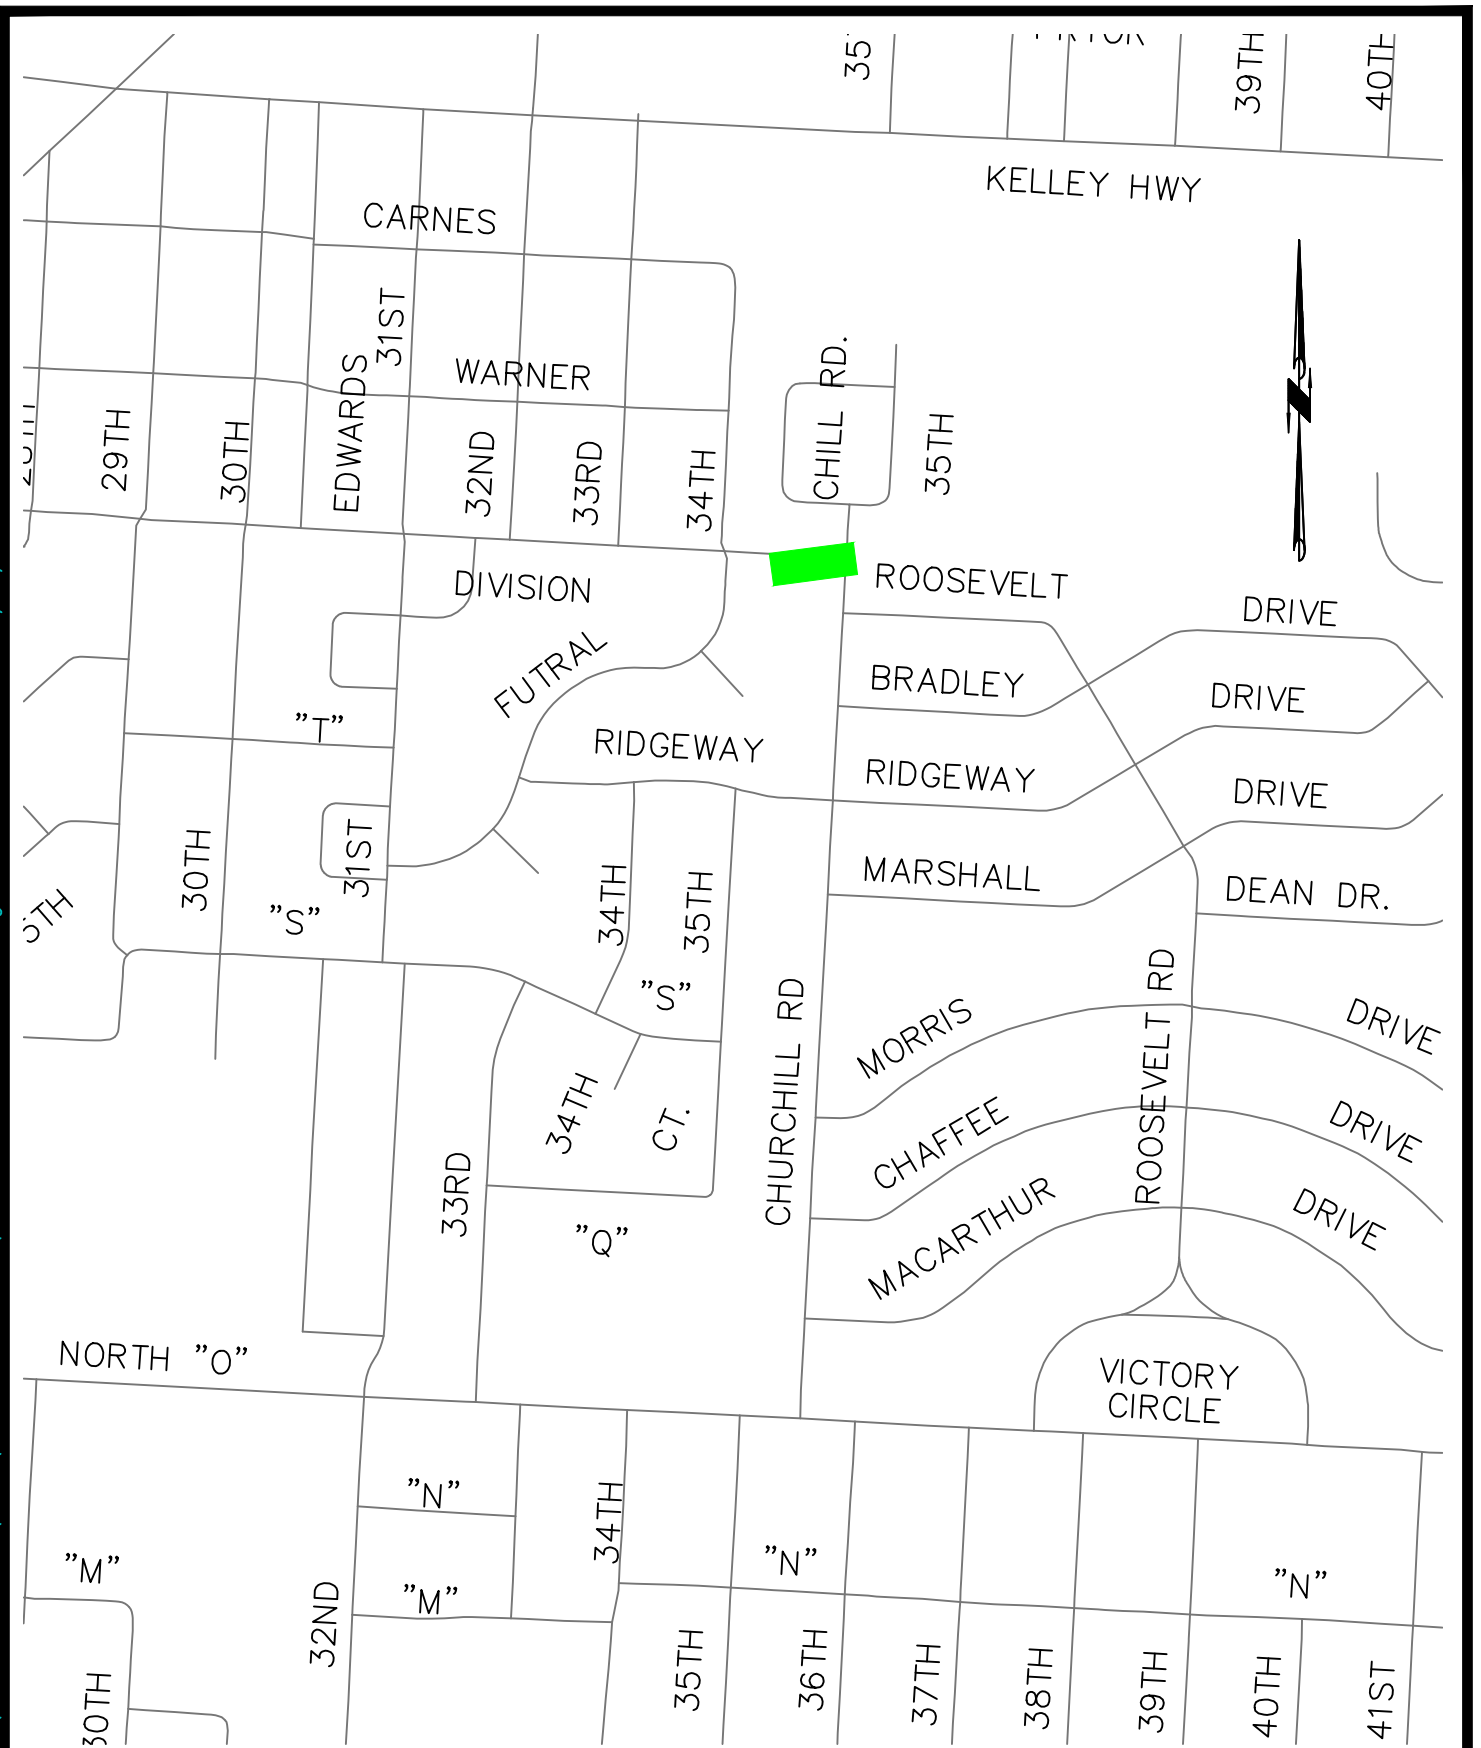 39TH
40TH
KELLEY HWY
CARNES
31ST
EDWARDS
WARNER
CHILL RD.
29TH
30TH
32ND
33RD
34TH
35TH
DIVISION
ROOSEVELT
DRIVE
FUTRAL
BRADLEY
DRIVE
"T"
RIDGEWAY
RIDGEWAY
DRIVE
30TH
31ST
34TH
35TH
MARSHALL
DEAN DR.
"S"
"S"
CHURCHILL RD
ROOSEVELT RD
MORRIS
DRIVE
34TH CT.
CHAFFEE
DRIVE
33RD
"Q"
MACARTHUR
DRIVE
NORTH "O"
VICTORY
CIRCLE
"N"
34TH
"N"
"M"
"M"
"N"
32ND
30TH
35TH
36TH
37TH
38TH
39TH
40TH
41ST